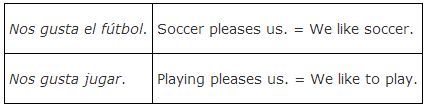 Nos gusta el fútbol. Soccer pleases us. = We like soccer.
Nos gusta jugar. Playing pleases us. = We like to play.